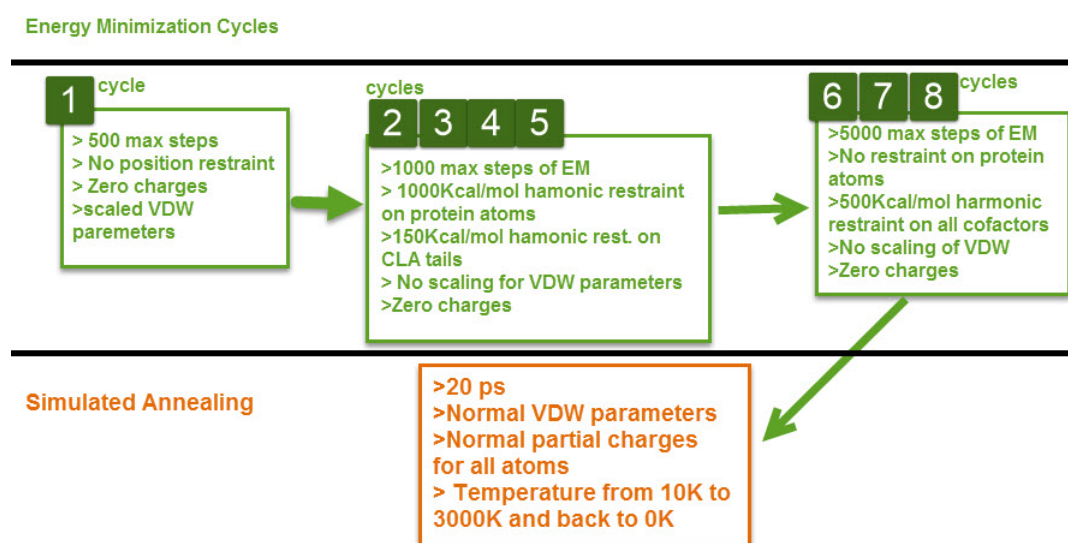 Energy Minimization Cycles
1 cycle
> 500 max steps
> No position restraint
> Zero charges
>scaled VDW
paremeters
cycles
2 3 4 5
>1000 max steps of EM
> 1000Kcal/mol hamonic restraint
on protein atoms
>150Kcal/mol hamonic rest. on
CLA tails
> No scaling for VDW parameters
>Zero charges
6 7 8 cycles
>5000 max steps of EM
>No restraint on protein
atoms
>500Kcal/mol harmonic
restraint on all cofactors
>No scaling of VDW
>Zero charges
Simulated Annealing
>20 ps
>Normal VDW parameters
>Normal partial charges
for all atoms
> Temperature from 10K to
3000K and back to 0K